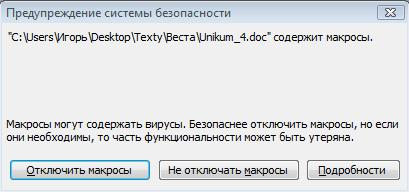 Предупреждение системы безопасности
"C:\Users\Игорь\Desktop\Texty\Веста\Unikum_4.doc" содержит макросы.
Макросы могут содержать вирусы. Безопаснее отключить макросы, но если
они необходимы, то часть функциональности может быть утеряна.
Отключить макросы Не отключать макросы Подробности